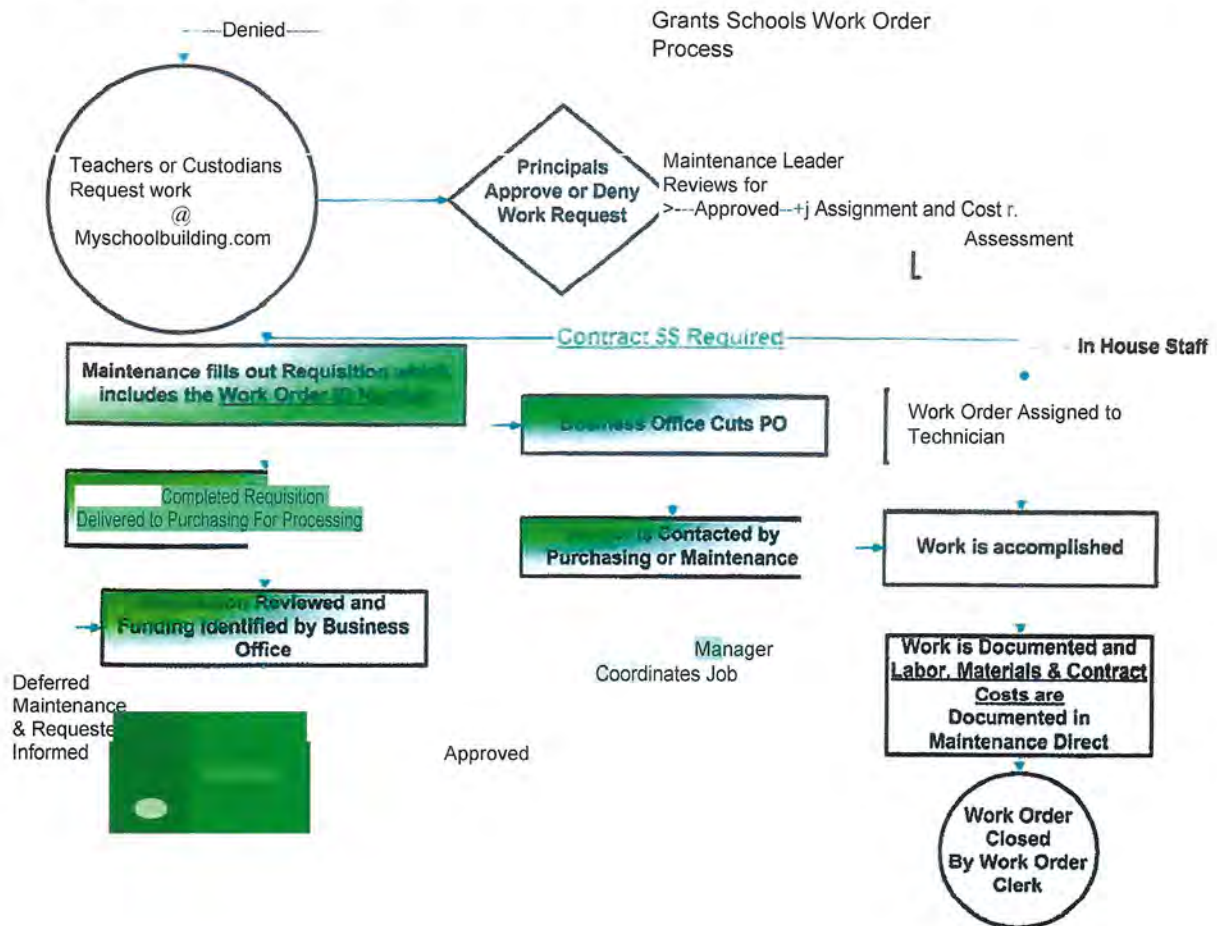 Denied
Grants Schools Work Order
Process
Teachers or Custodians
Request work
@
Myschoolbuilding.com
Principals
Approve or Deny
Work Request
Maintenance Leader
Reviews for
>---Approved--+j Assignment and Cost r.
Assessment
L
Contract $$ Required
In House Staff
Maintenance fills out Requisition which
includes the Work Order
Business Office Cuts PO
Work Order Assigned to
Technician
Completed Requisition
Delivered to Purchasing For Processing
is Contacted by
Purchasing or Maintenance
Work is accomplished
Reviewed and
Funding Identified by Business
Office
Manager
Coordinates Job
Work is Documented and
Labor, Materials & Contract
Costs are
Documented in
Maintenance Direct
Deferred
Maintenance
& Requeste
Informed
Approved
Work Order
Closed
By Work Order
Clerk